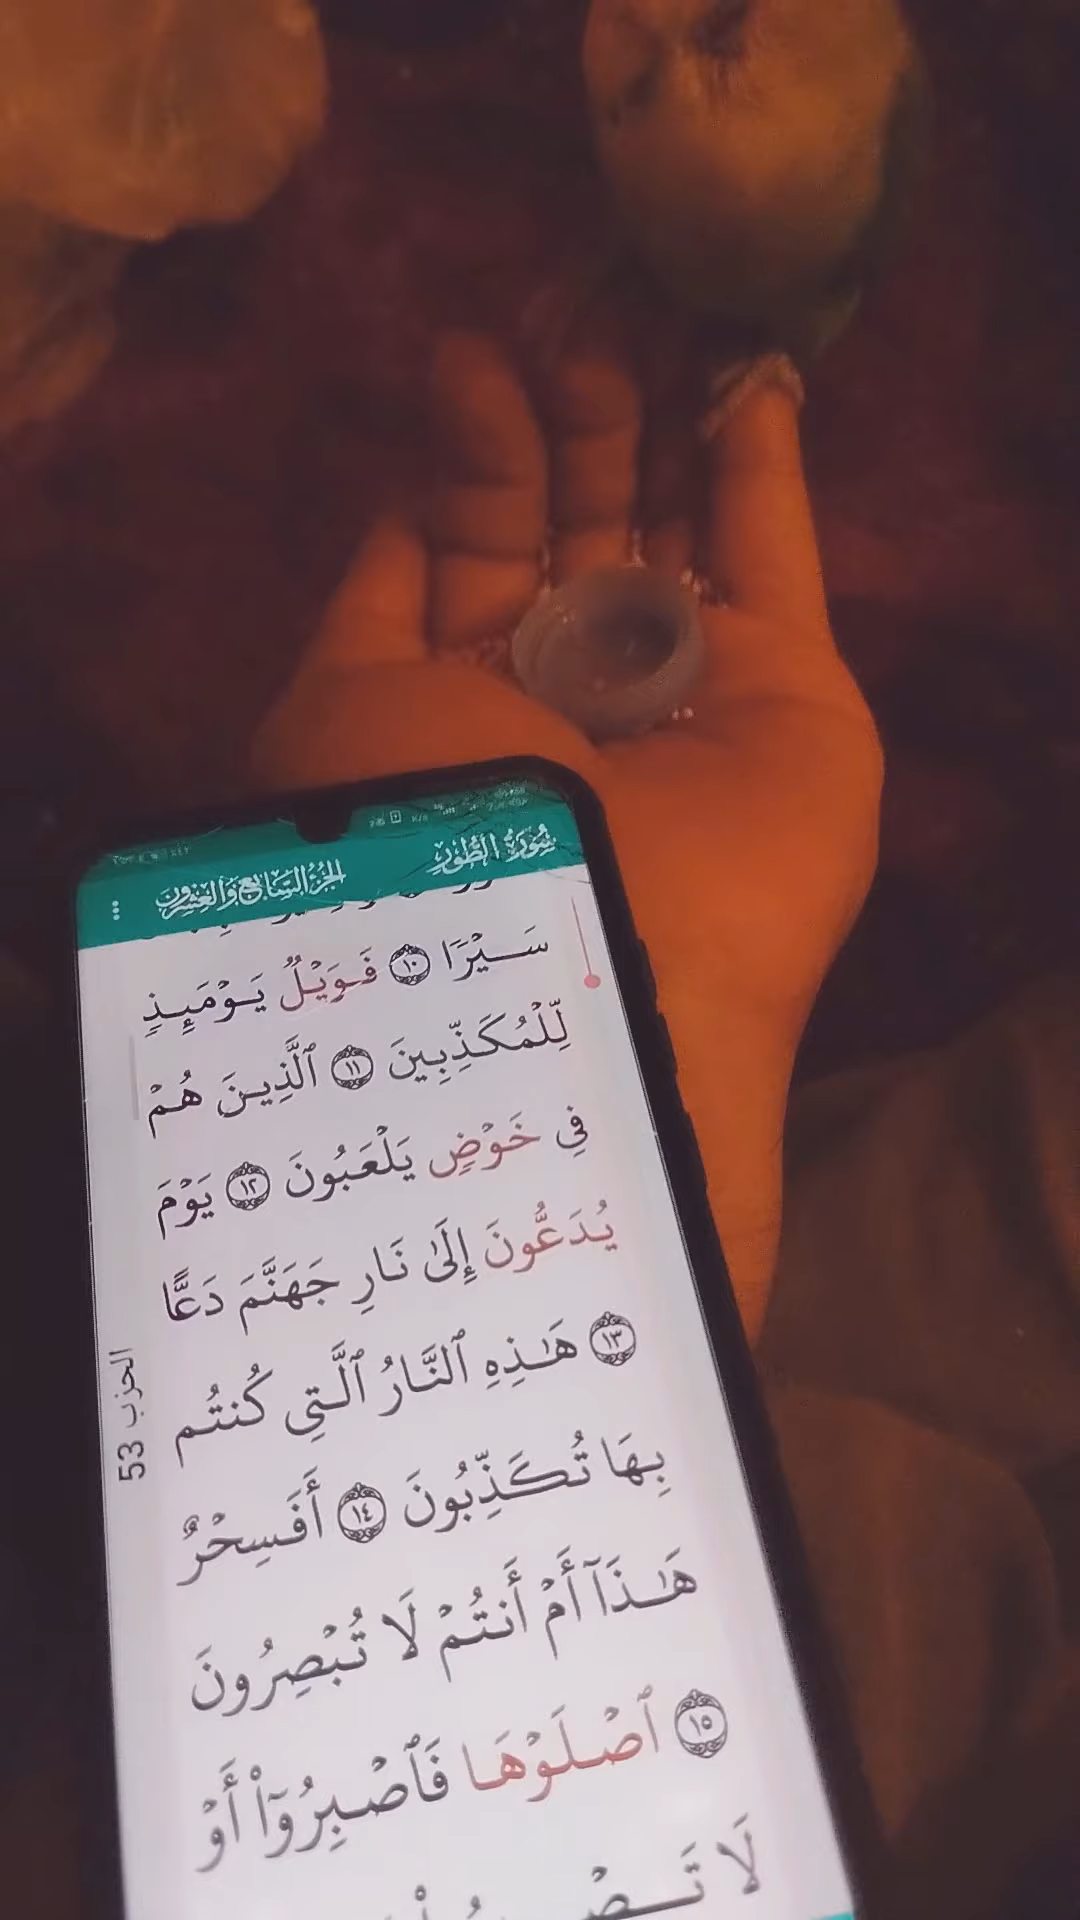 سُورَةُ الطُّورِ
الجُزْءُ السَّابِعُ وَالعِشْرُونَ
سَيْرًا ١٠ فَوَيْلٌ يَوْمَئِذٍ
لِّلْمُكَذِّبِينَ ١١ ٱلَّذِينَ هُمْ
فِى خَوْضٍ يَلْعَبُونَ ١٢ يَوْمَ
يُدَعُّونَ إِلَىٰ نَارِ جَهَنَّمَ دَعًّا
١٣ هَـٰذِهِ ٱلنَّارُ ٱلَّتِى كُنتُم
بِهَا تُكَذِّبُونَ ١٤ أَفَسِحْرٌ
هَـٰذَآ أَمْ أَنتُمْ لَا تُبْصِرُونَ
١٥ ٱصْلَوْهَا فَٱصْبِرُوٓا۟ أَوْ
لَا
الحزب 53